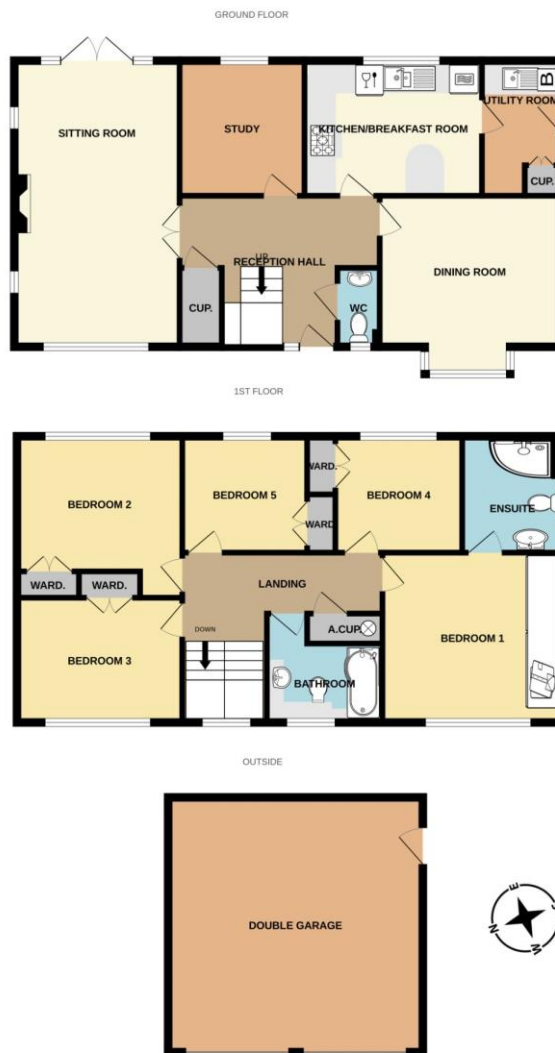 GROUND FLOOR
SITTING ROOM
STUDY
KITCHEN/BREAKFAST ROOM
UTILITY ROOM
B
CUP.
UP
RECEPTION HALL
DINING ROOM
CUP.
WC
1ST FLOOR
BEDROOM 2
BEDROOM 5
WARD.
BEDROOM 4
ENSUITE
WARD.
WARD.
WARD.
LANDING
DOWN
A.CUP.
BEDROOM 1
BEDROOM 3
BATHROOM
OUTSIDE
DOUBLE GARAGE
E
N
W